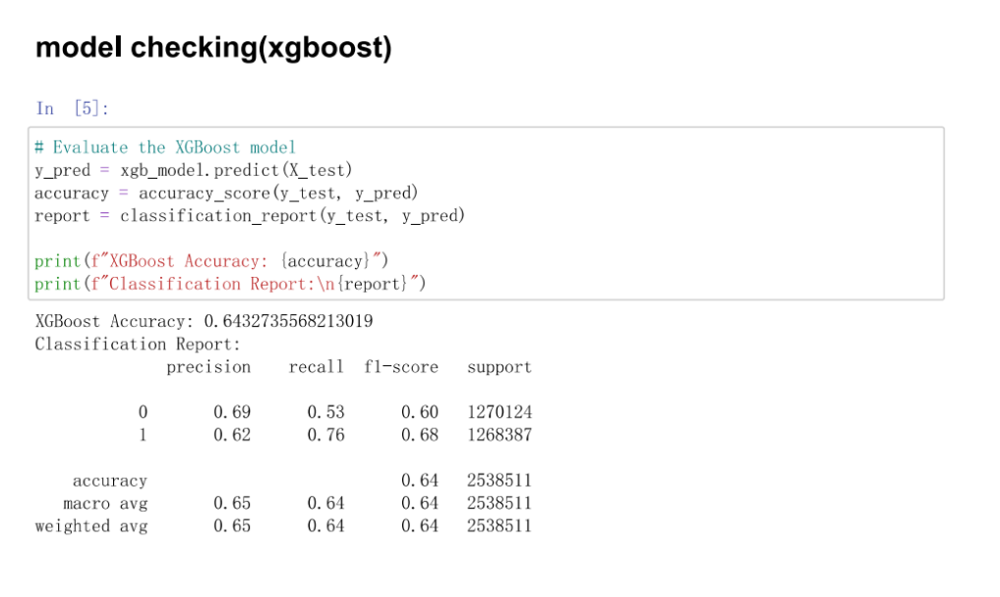 model checking(xgboost)
In [5]:
# Evaluate the XGBoost model
y_pred = xgb_model.predict(X_test)
accuracy = accuracy_score(y_test, y_pred)
report = classification_report(y_test, y_pred)
print(f"XGBoost Accuracy: {accuracy}")
print(f"Classification Report:\n{report}")
XGBoost Accuracy: 0.6432735568213019
Classification Report:
precision recall f1-score support
0 0.69 0.53 0.60 1270124
1 0.62 0.76 0.68 1268387
accuracy 0.64 2538511
macro avg 0.65 0.64 0.64 2538511
weighted avg 0.65 0.64 0.64 2538511